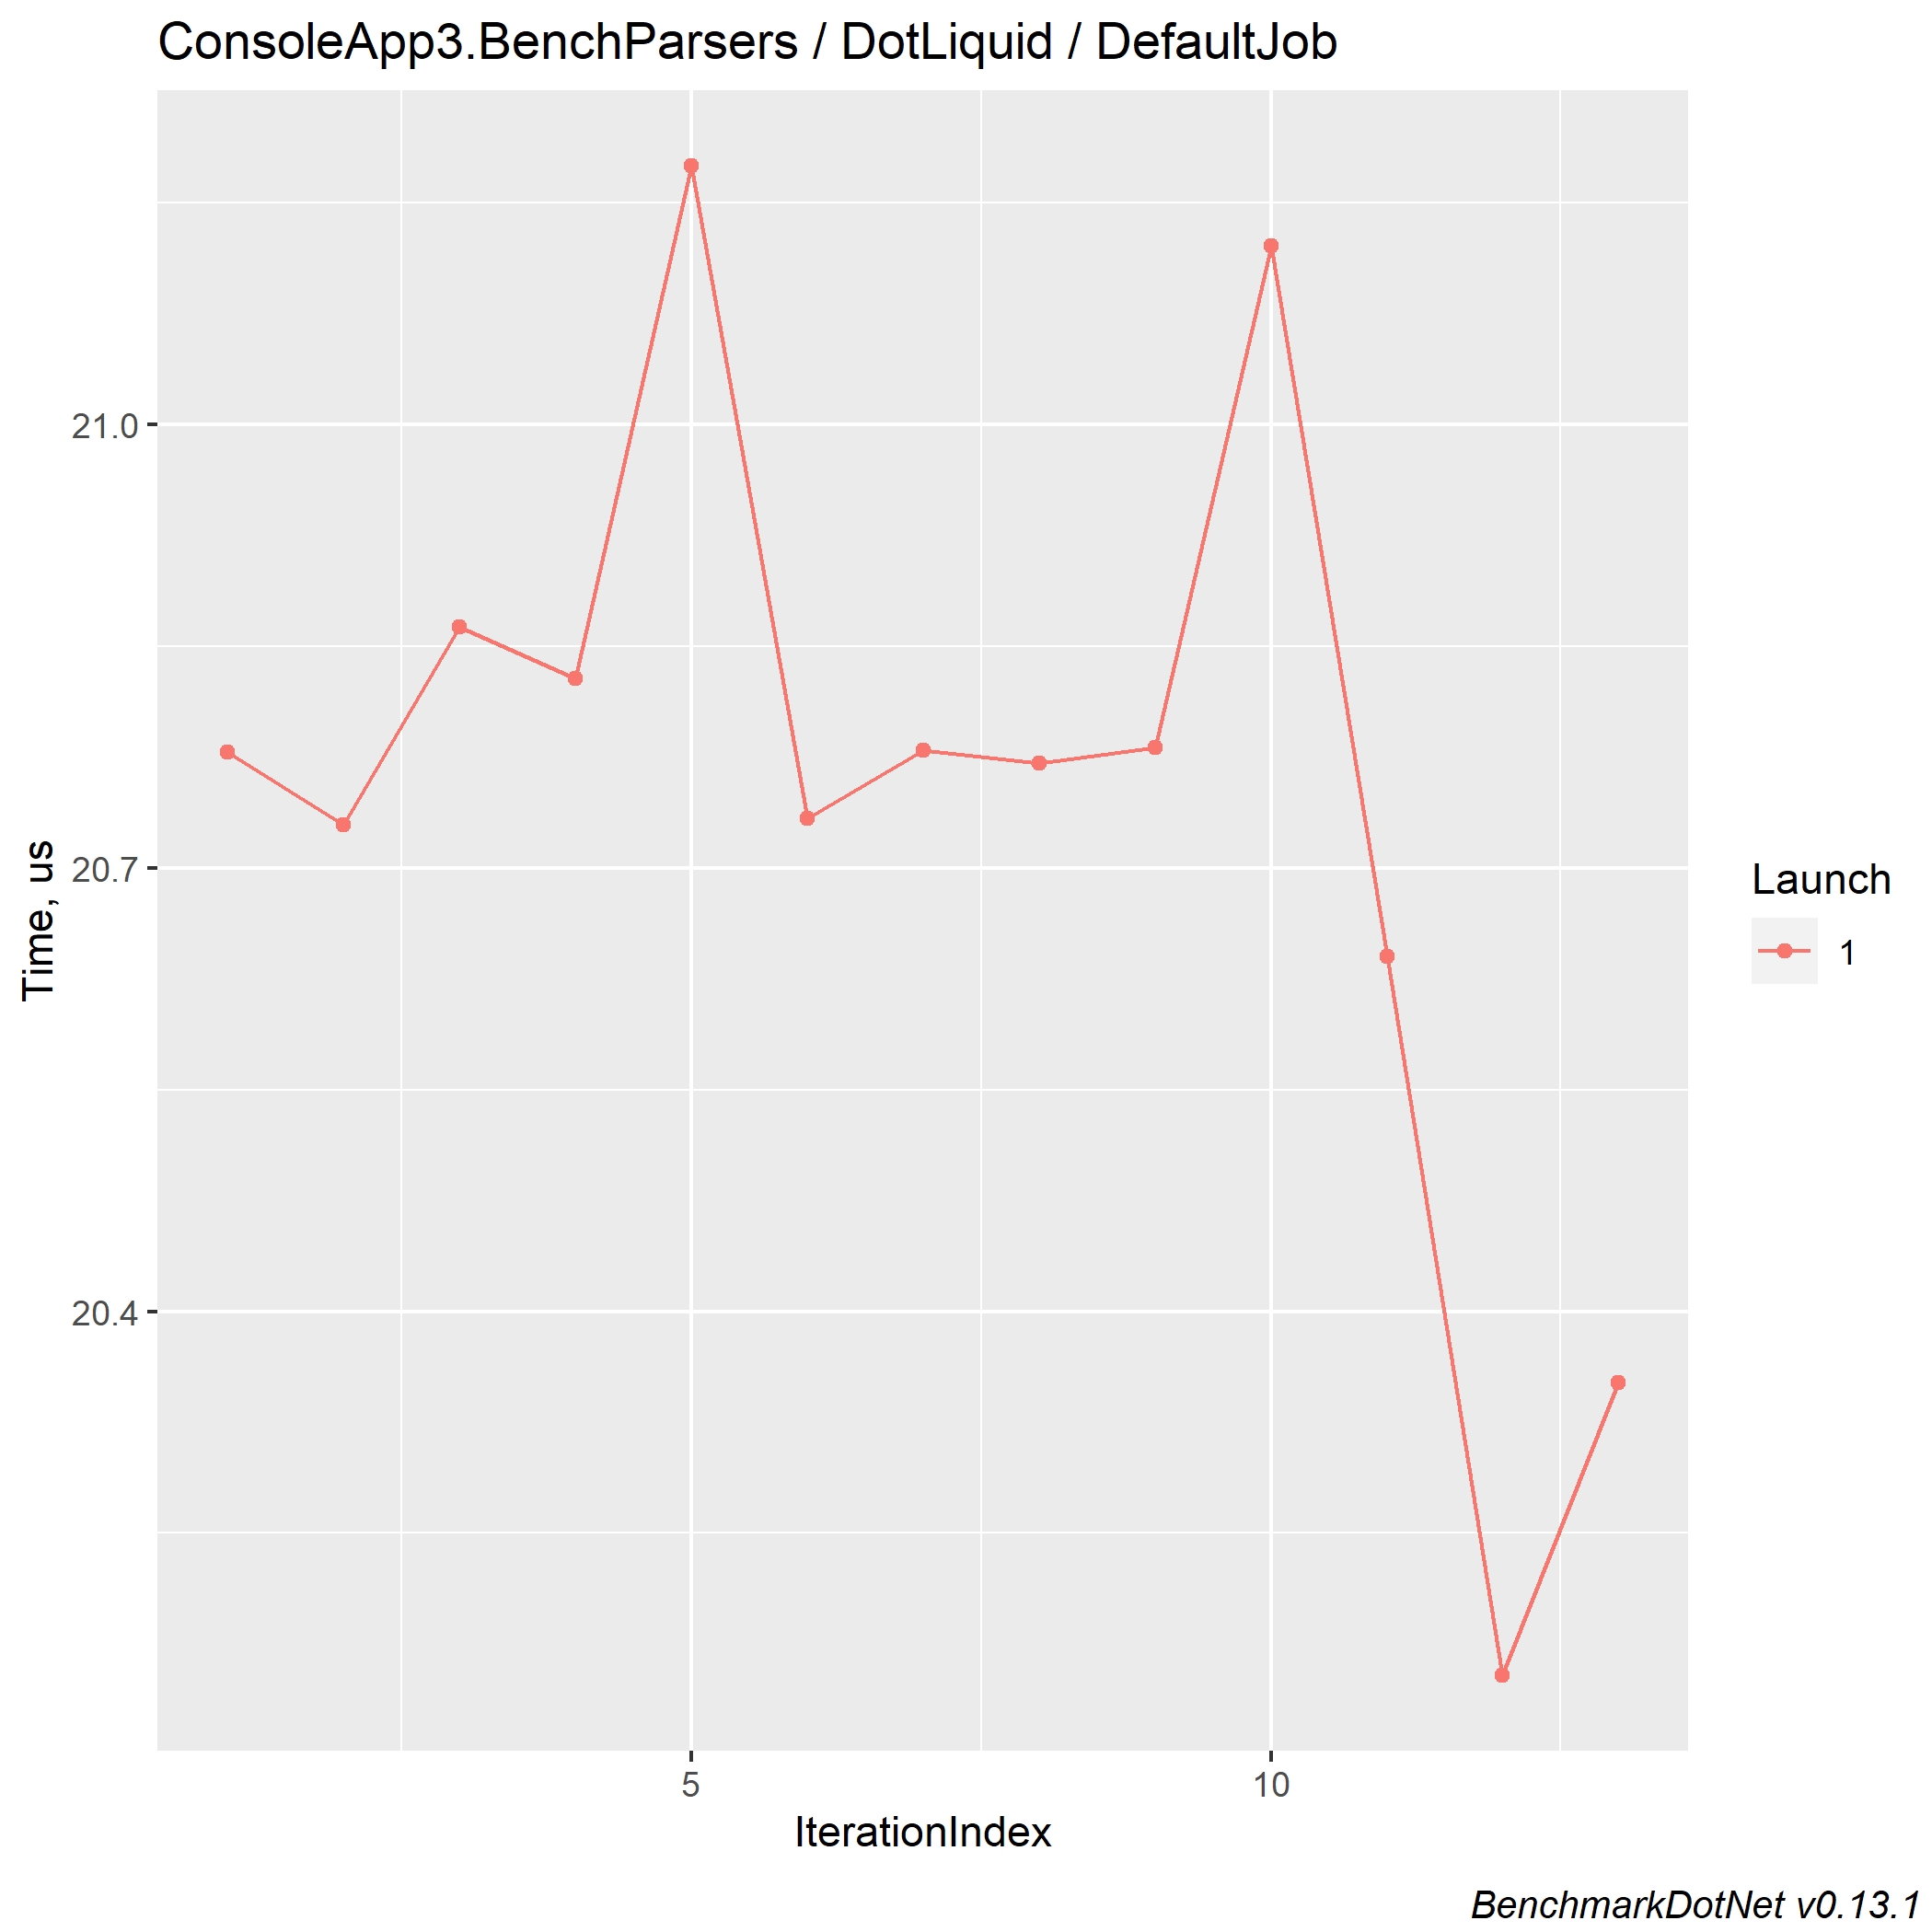 ConsoleApp3.BenchParsers / DotLiquid / DefaultJob
21.0
20.7
20.4
Time, us
5
10
IterationIndex
Launch
1
BenchmarkDotNet v0.13.1